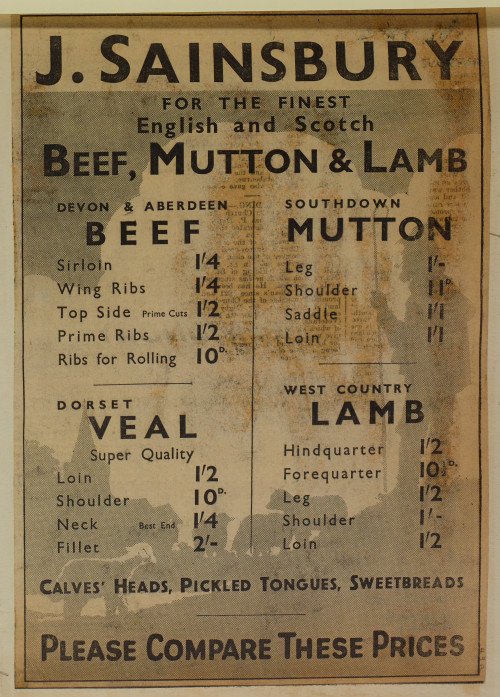 J. SAINSBURY
FOR THE FINEST
English and Scotch
BEEF, MUTTON & LAMB
DEVON & ABERDEEN
BEEF
Sirloin 1/4
Wing Ribs 1/4
Top Side Prime Cuts 1/2
Prime Ribs 1/2
Ribs for Rolling 10D.
SOUTHDOWN
MUTTON
Leg 1/-
Shoulder 11D.
Saddle 1/1
Loin 1/1
DORSET
VEAL
Super Quality
Loin 1/2
Shoulder 10D.
Neck Best End 1/4
Fillet 2/-
WEST COUNTRY
LAMB
Hindquarter 1/2
Forequarter 10½D.
Leg 1/2
Shoulder 1/-
Loin 1/2
CALVES' HEADS, PICKLED TONGUES, SWEETBREADS
PLEASE COMPARE THESE PRICES